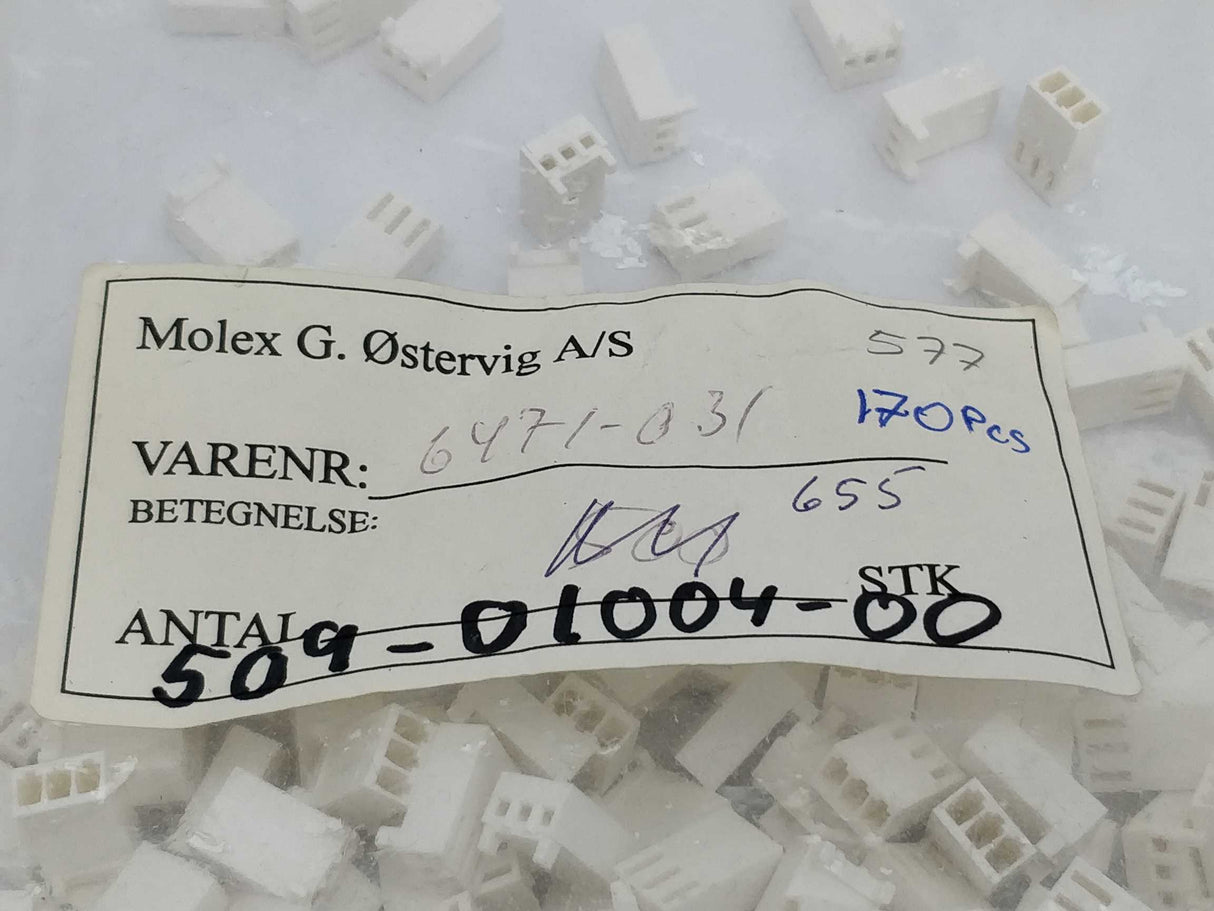 Molex G. Østervig A/S 577
VARENR: 6471-031 170 Pcs
BETEGNELSE: 655
ANTAL STK
509-01004-00